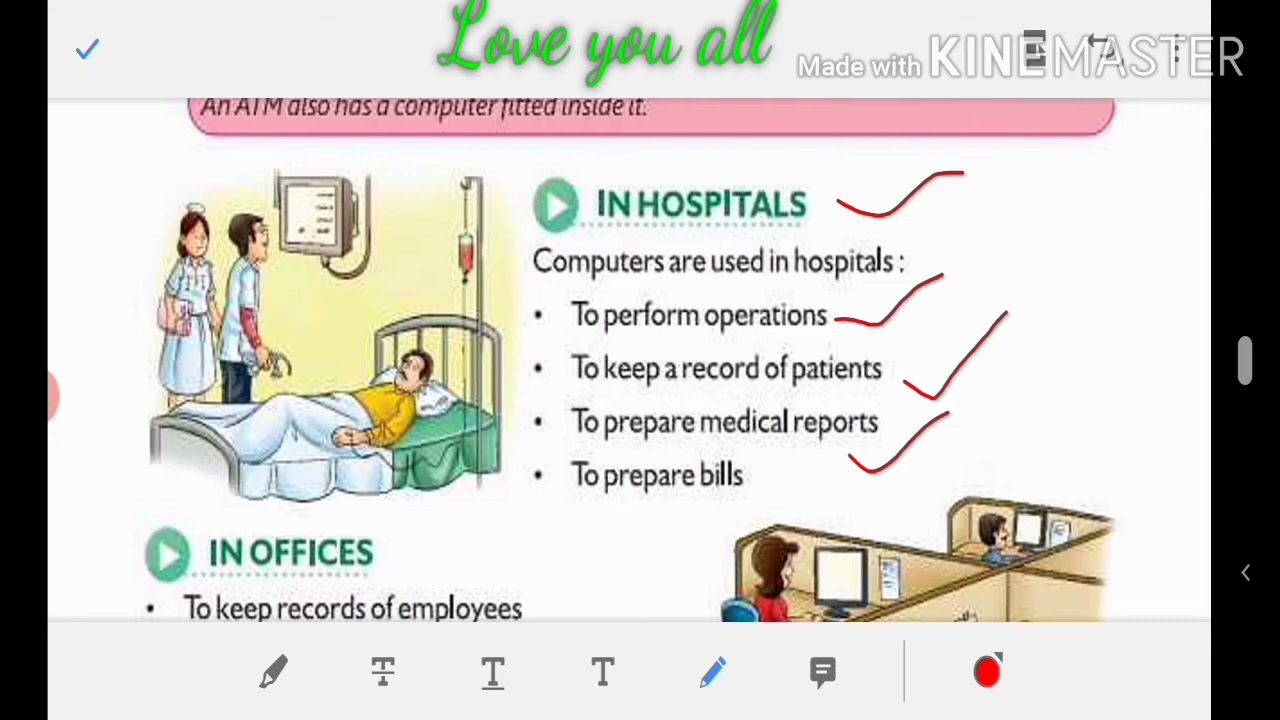 Love you all
Made with KINEMASTER
An ATM also has a computer fitted inside it.
IN HOSPITALS
Computers are used in hospitals :
• To perform operations
• To keep a record of patients
• To prepare medical reports
• To prepare bills
IN OFFICES
• To keep records of employees
T T T